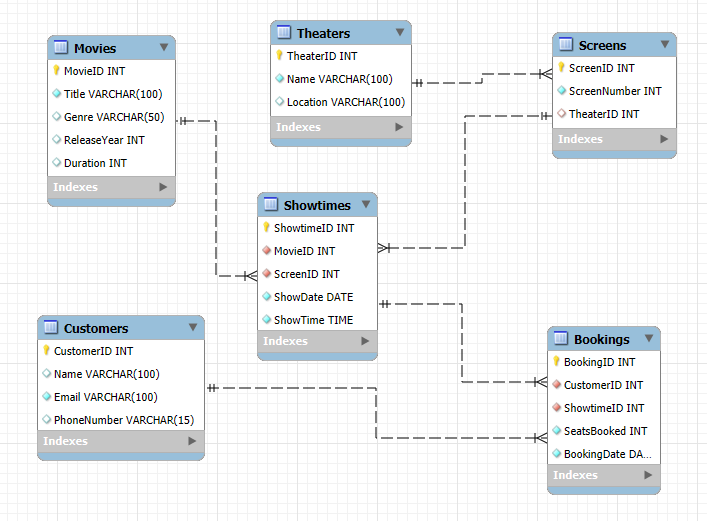 Movies
MovieID INT
Title VARCHAR(100)
Genre VARCHAR(50)
ReleaseYear INT
Duration INT
Indexes
Theaters
TheaterID INT
Name VARCHAR(100)
Location VARCHAR(100)
Indexes
Screens
ScreenID INT
ScreenNumber INT
TheaterID INT
Indexes
Showtimes
ShowtimeID INT
MovieID INT
ScreenID INT
ShowDate DATE
ShowTime TIME
Indexes
Customers
CustomerID INT
Name VARCHAR(100)
Email VARCHAR(100)
PhoneNumber VARCHAR(15)
Indexes
Bookings
BookingID INT
CustomerID INT
ShowtimeID INT
SeatsBooked INT
BookingDate DA...
Indexes